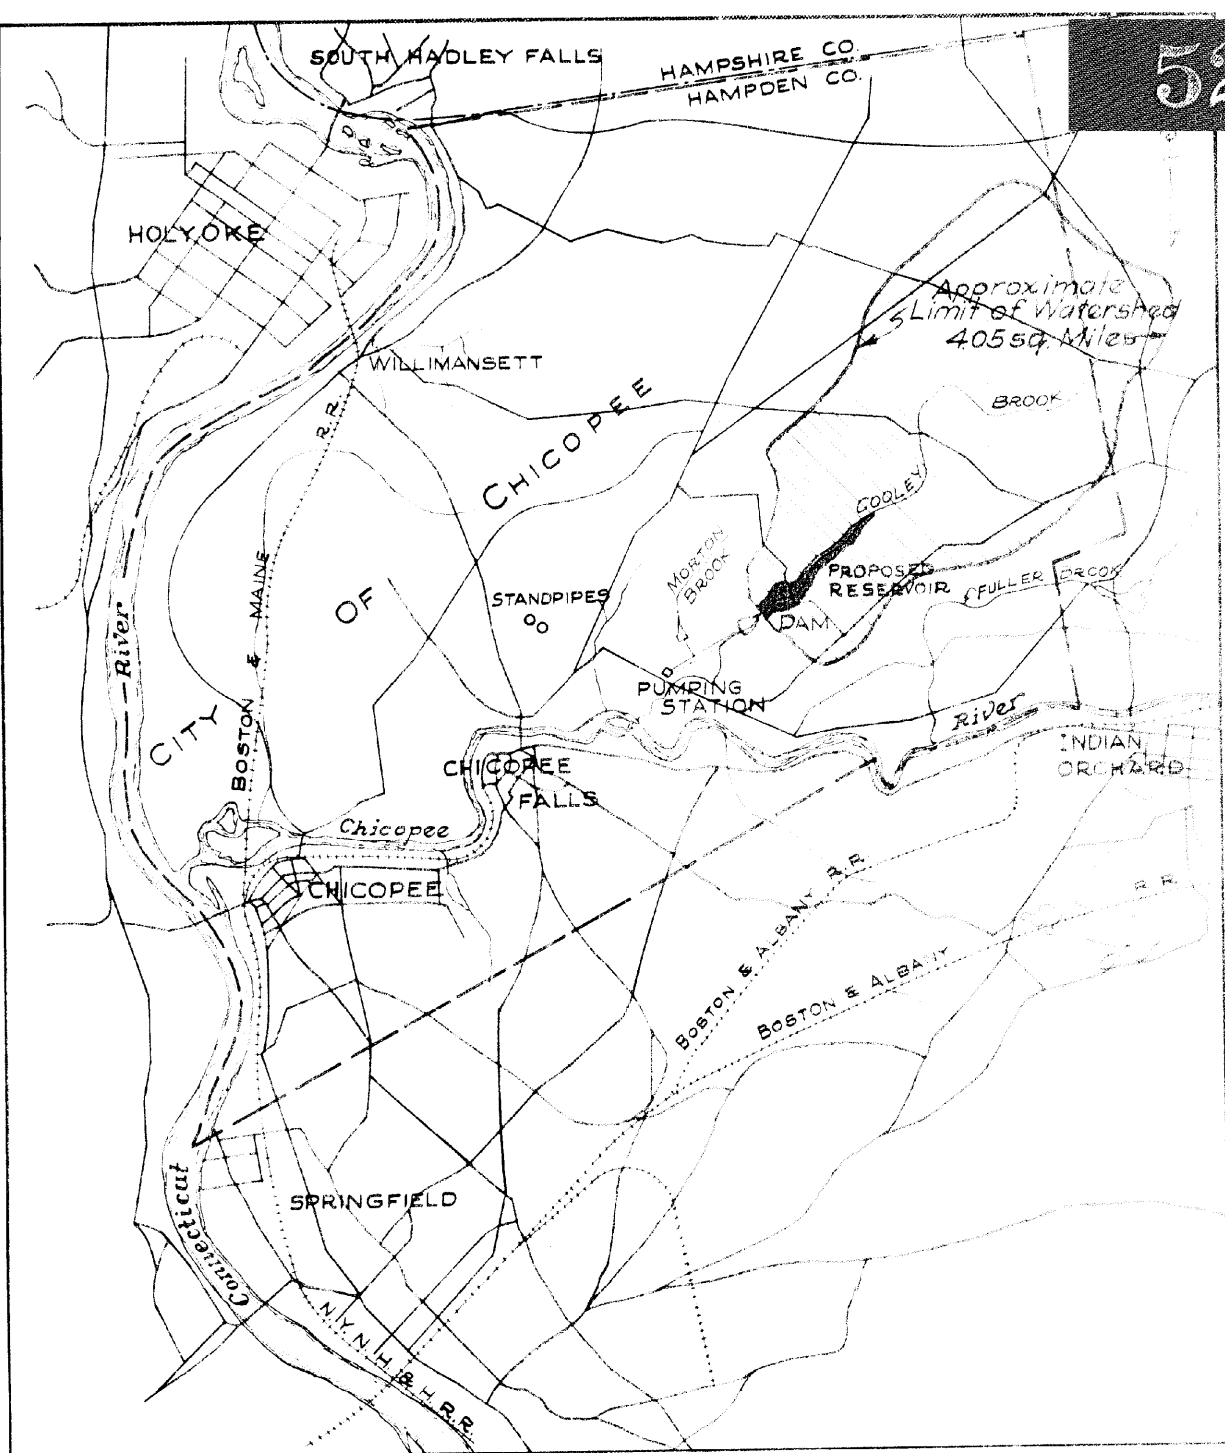 SOUTH HADLEY FALLS
HAMPSHIRE CO.
HAMPDEN CO.
52
HOLYOKE
Approximate
Limit of Watershed
405 sq. Miles
WILLIMANSETT
R.R.
BROOK
CITY OF CHICOPEE
COOLEY
MORTON
BROOK
PROPOSED
RESERVOIR
FULLER BROOK
STANDPIPES
DAM
BOSTON & MAINE
River
PUMPING
STATION
River
INDIAN
ORCHARD
CHICOPEE
FALLS
Chicopee
CHICOPEE
BOSTON & ALBANY R.R.
BOSTON & ALBANY R.R.
SPRINGFIELD
Connecticut
N.Y.N.H. & H.R.R.